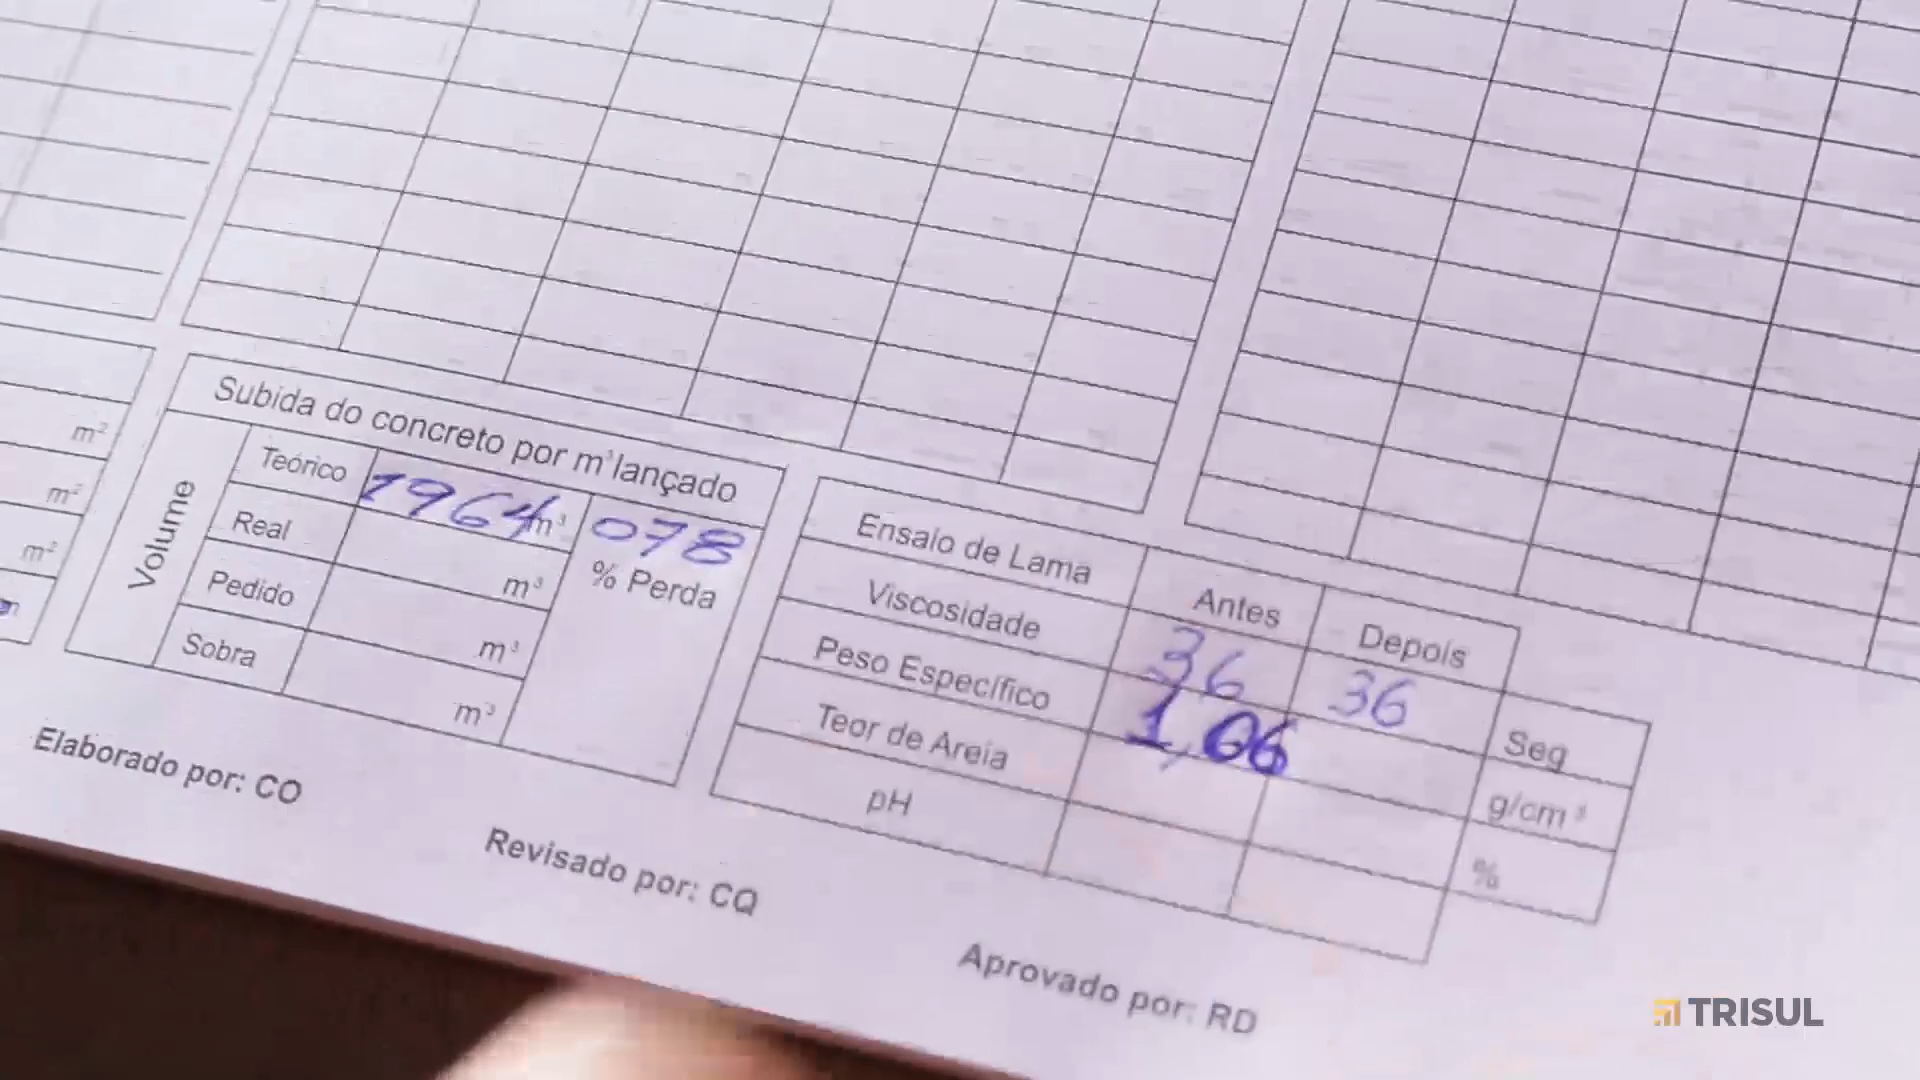 m²
m²
m²
Subida do concreto por m³ lançado
Volume
Teórico 1964 m³ 078
Real m³ % Perda
Pedido m³
Sobra m³
Ensaio de Lama Antes Depois
Viscosidade 36 36 Seg
Peso Específico 1,06 g/cm³
Teor de Areia %
pH
Elaborado por: CO
Revisado por: CQ
Aprovado por: RD
TRISUL